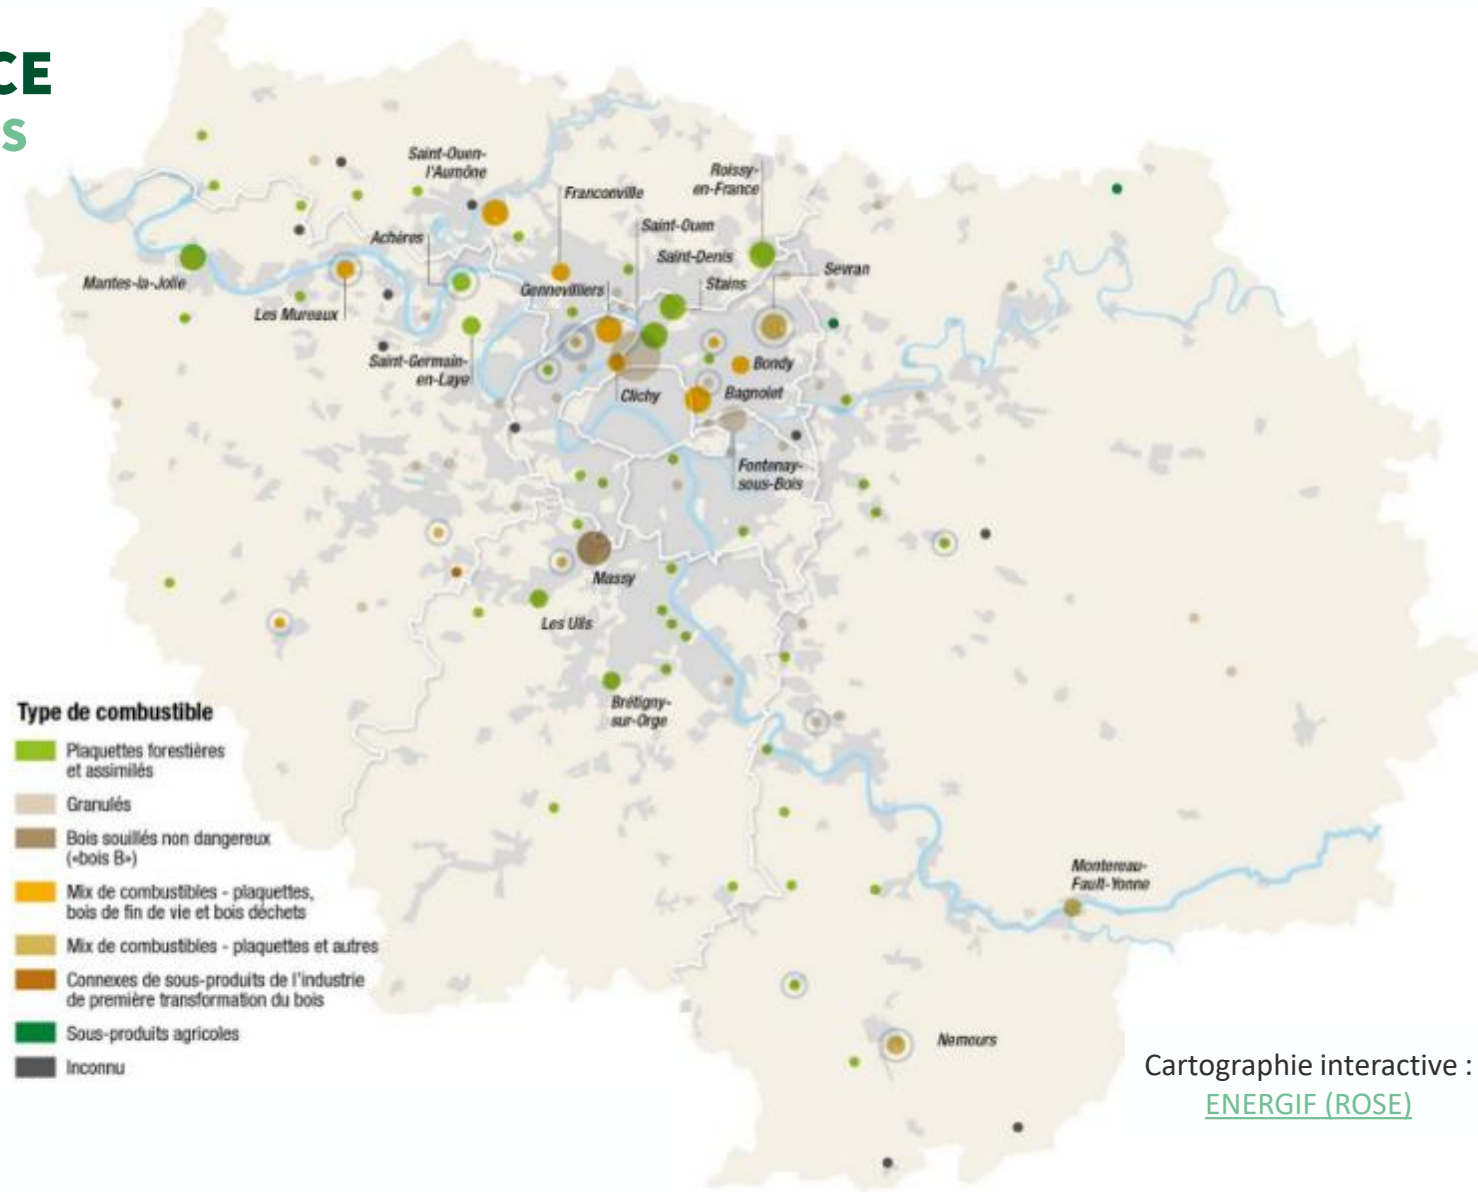 CE
S
Saint-Ouen-
l'Aumône
Franconville
Roissy-
en-France
Saint-Ouen
Achères
Saint-Denis
Sevran
Mantes-la-Jolie
Gennevilliers
Stains
Les Mureaux
Saint-Germain-
en-Laye
Bondy
Clichy
Bagnolet
Fontenay-
sous-Bois
Massy
Les Ulis
Brétigny-
sur-Orge
Type de combustible
Plaquettes forestières
et assimilés
Granulés
Bois souillés non dangereux
(«bois B»)
Mix de combustibles - plaquettes,
bois de fin de vie et bois déchets
Mix de combustibles - plaquettes et autres
Connexes de sous-produits de l'industrie
de première transformation du bois
Sous-produits agricoles
Inconnu
Montereau-
Fault-Yonne
Nemours
Cartographie interactive :
ENERGIF (ROSE)